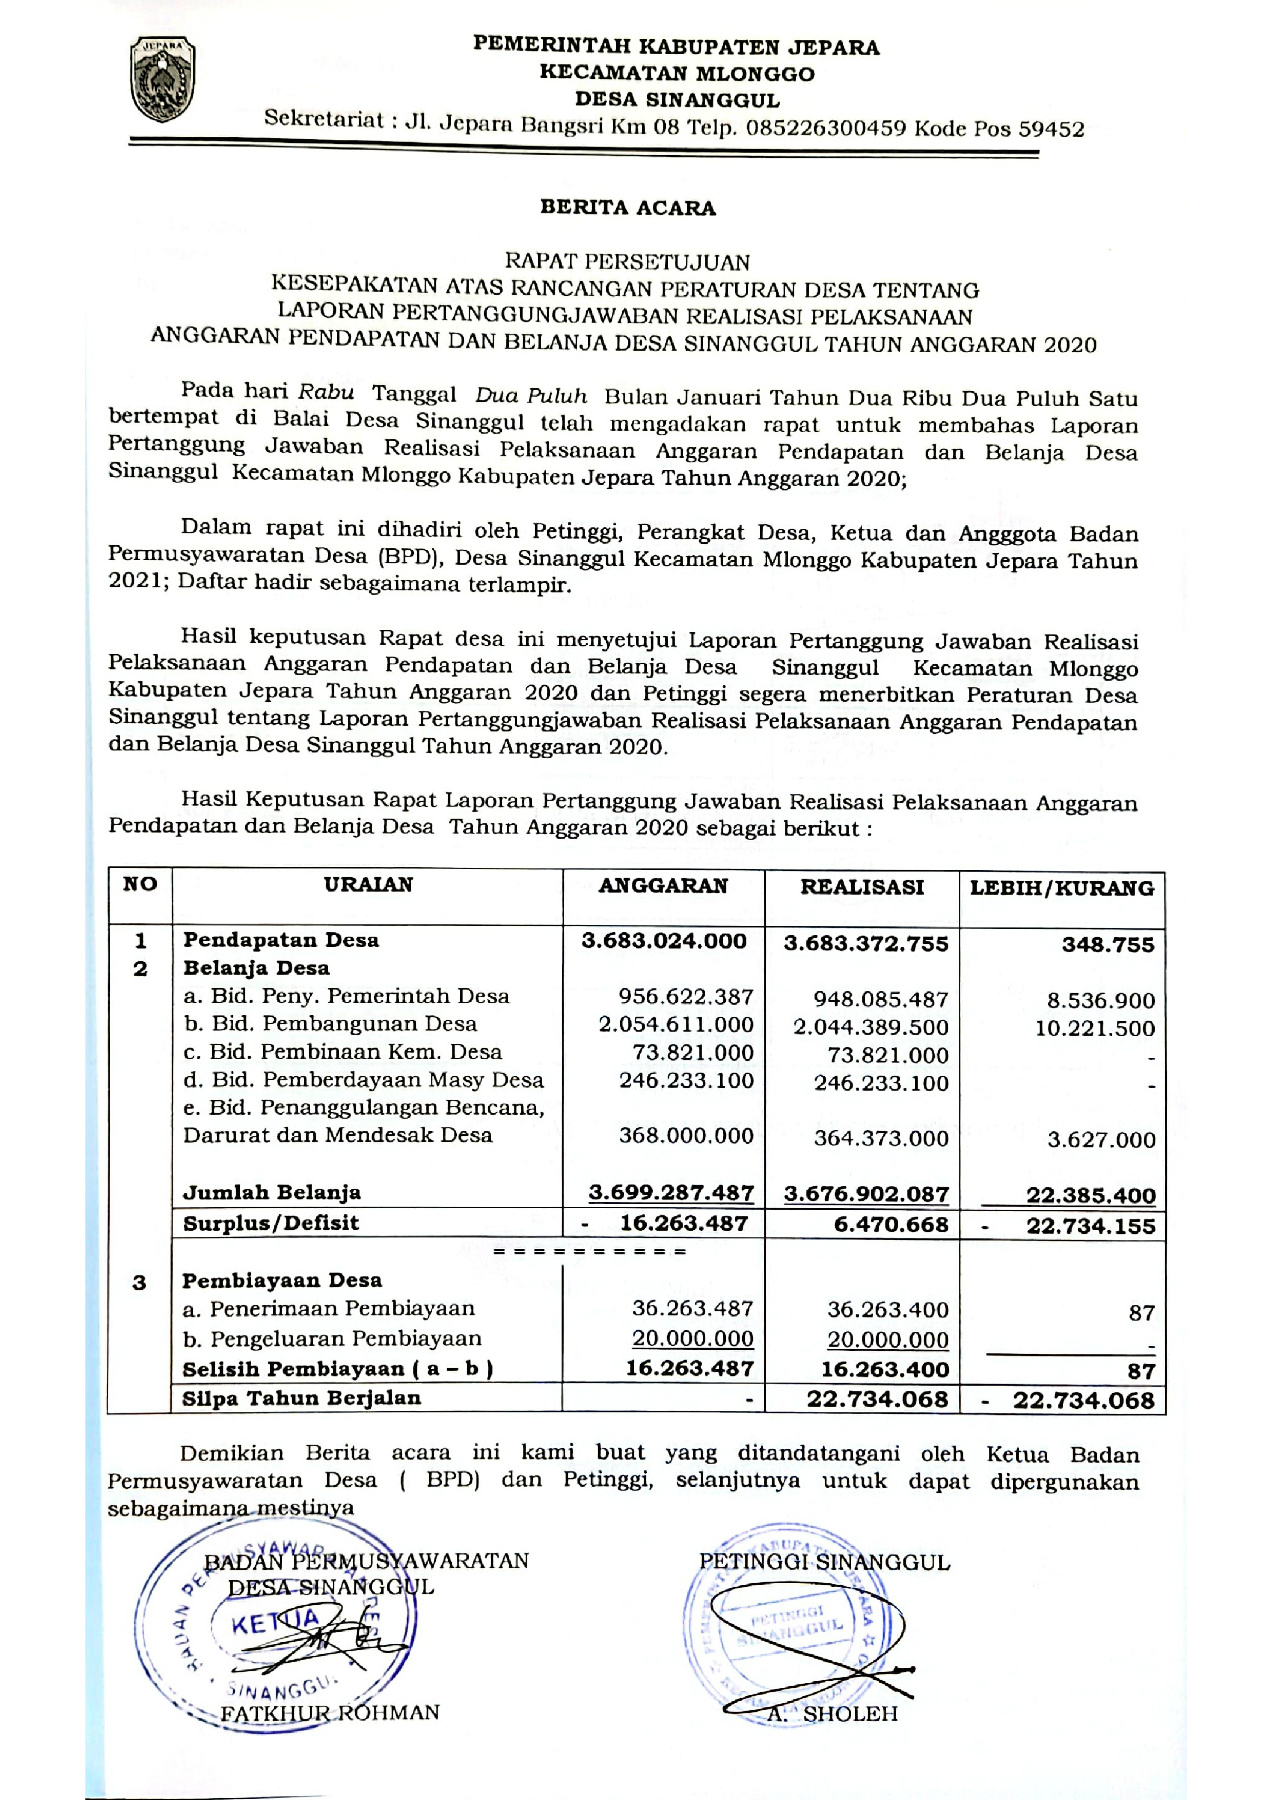 JEPARA
PEMERINTAH KABUPATEN JEPARA
KECAMATAN MLONGGO
DESA SINANGGUL
Sekretariat : Jl. Jepara Bangsri Km 08 Telp. 085226300459 Kode Pos 59452
BERITA ACARA
RAPAT PERSETUJUAN
KESEPAKATAN ATAS RANCANGAN PERATURAN DESA TENTANG
LAPORAN PERTANGGUNGJAWABAN REALISASI PELAKSANAAN
ANGGARAN PENDAPATAN DAN BELANJA DESA SINANGGUL TAHUN ANGGARAN 2020
Pada hari Rabu Tanggal Dua Puluh Bulan Januari Tahun Dua Ribu Dua Puluh Satu
bertempat di Balai Desa Sinanggul telah mengadakan rapat untuk membahas Laporan
Pertanggung Jawaban Realisasi Pelaksanaan Anggaran Pendapatan dan Belanja Desa
Sinanggul Kecamatan Mlonggo Kabupaten Jepara Tahun Anggaran 2020;
Dalam rapat ini dihadiri oleh Petinggi, Perangkat Desa, Ketua dan Angggota Badan
Permusyawaratan Desa (BPD), Desa Sinanggul Kecamatan Mlonggo Kabupaten Jepara Tahun
2021; Daftar hadir sebagaimana terlampir.
Hasil keputusan Rapat desa ini menyetujui Laporan Pertanggung Jawaban Realisasi
Pelaksanaan Anggaran Pendapatan dan Belanja Desa Sinanggul Kecamatan Mlonggo
Kabupaten Jepara Tahun Anggaran 2020 dan Petinggi segera menerbitkan Peraturan Desa
Sinanggul tentang Laporan Pertanggungjawaban Realisasi Pelaksanaan Anggaran Pendapatan
dan Belanja Desa Sinanggul Tahun Anggaran 2020.
Hasil Keputusan Rapat Laporan Pertanggung Jawaban Realisasi Pelaksanaan Anggaran
Pendapatan dan Belanja Desa Tahun Anggaran 2020 sebagai berikut :
NO URAIAN ANGGARAN REALISASI LEBIH/KURANG
1 Pendapatan Desa 3.683.024.000 3.683.372.755 348.755
2 Belanja Desa
a. Bid. Peny. Pemerintah Desa 956.622.387 948.085.487 8.536.900
b. Bid. Pembangunan Desa 2.054.611.000 2.044.389.500 10.221.500
c. Bid. Pembinaan Kem. Desa 73.821.000 73.821.000 -
d. Bid. Pemberdayaan Masy Desa 246.233.100 246.233.100 -
e. Bid. Penanggulangan Bencana,
Darurat dan Mendesak Desa 368.000.000 364.373.000 3.627.000
Jumlah Belanja 3.699.287.487 3.676.902.087 22.385.400
Surplus/Defisit - 16.263.487 6.470.668 - 22.734.155
= = = = = = = = = =
3 Pembiayaan Desa
a. Penerimaan Pembiayaan 36.263.487 36.263.400 87
b. Pengeluaran Pembiayaan 20.000.000 20.000.000 -
Selisih Pembiayaan ( a – b ) 16.263.487 16.263.400 87
Silpa Tahun Berjalan - 22.734.068 - 22.734.068
Demikian Berita acara ini kami buat yang ditandatangani oleh Ketua Badan
Permusyawaratan Desa ( BPD) dan Petinggi, selanjutnya untuk dapat dipergunakan
sebagaimana mestinya
BADAN PERMUSYAWARATAN
DESA SINANGGUL
KETUA
SINANGGUL
FATKHUR ROHMAN
PETINGGI SINANGGUL
PETINGGI
SINANGGUL
A. SHOLEH